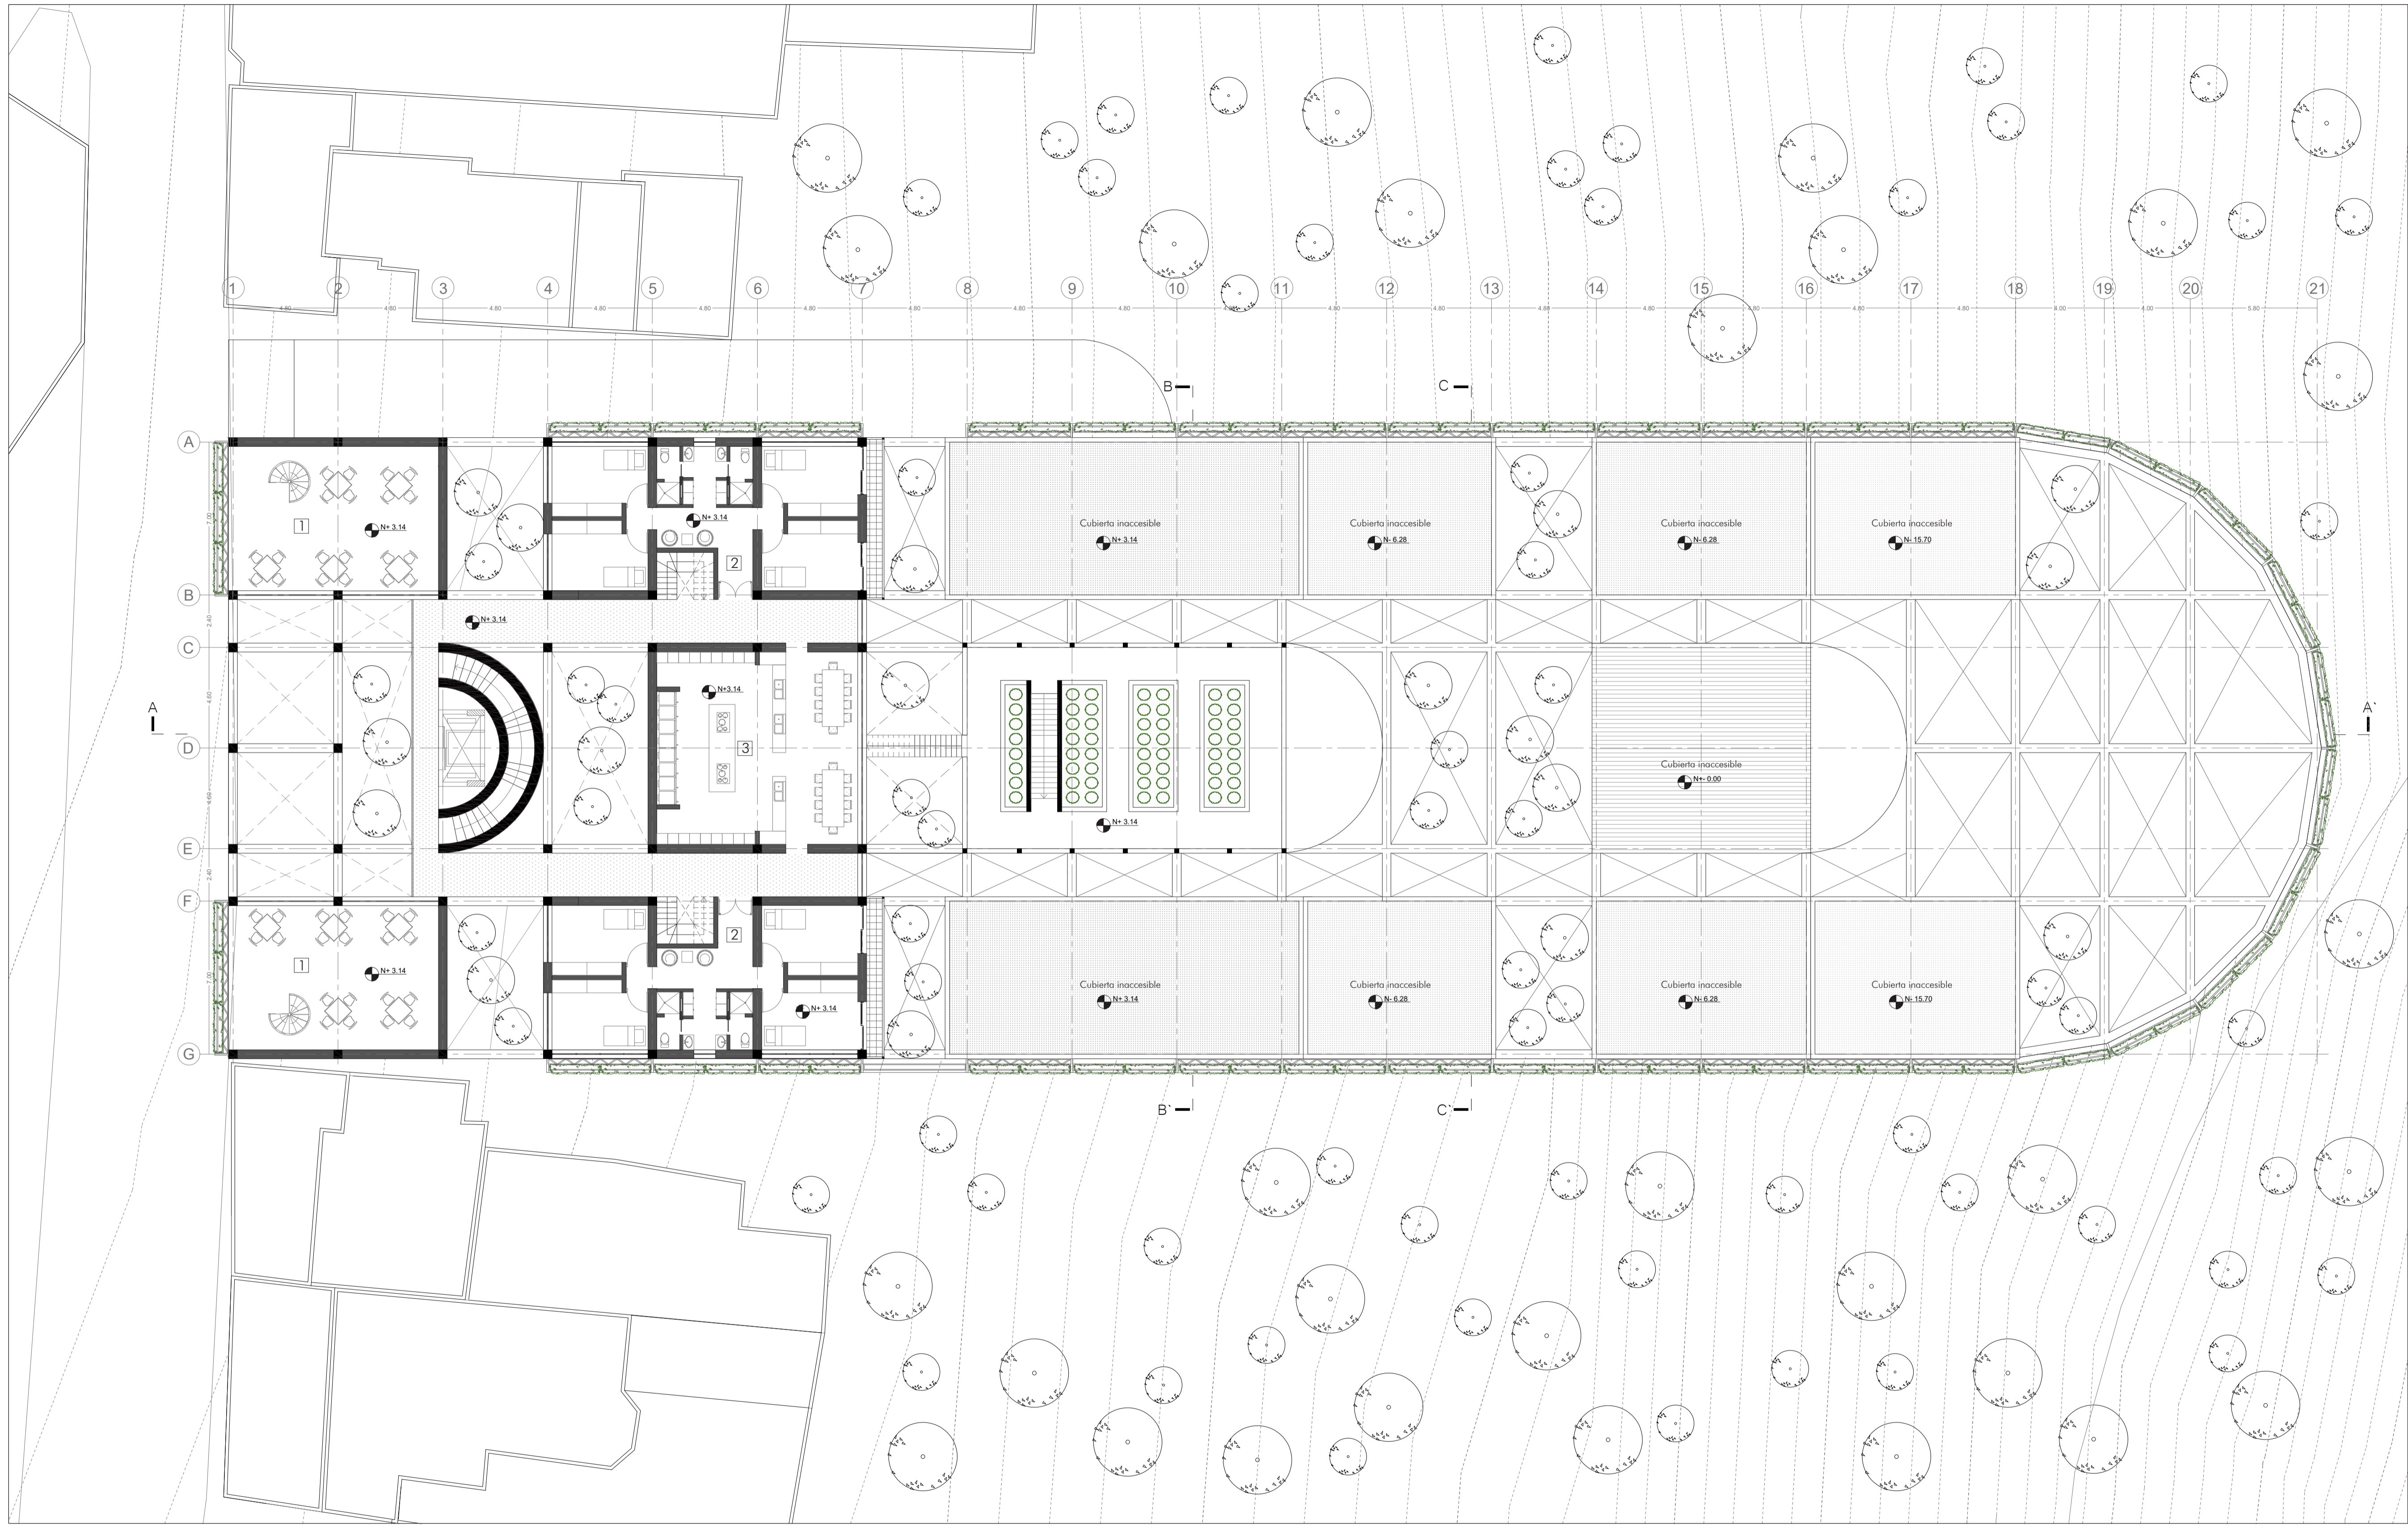 1 2 3 4 5 6 7 8 9 10 11 12 13 14 15 16 17 18 19 20 21
4.80 4.80 4.80 4.80 4.80 4.80 4.80 4.80 4.80 4.80 4.80 4.80 4.80 4.80 4.80 4.80 4.00 4.00 5.80
B C
A
7.00
1
N+ 3.14
N+ 3.14
2
Cubierta inaccesible
N+ 3.14
Cubierta inaccesible
N- 6.28
Cubierta inaccesible
N- 6.28
Cubierta inaccesible
N- 15.70
B
2.40
N+ 3.14
C
4.60
N+3.14
A
A`
D
3
Cubierta inaccesible
N+- 0.00
4.60
N+ 3.14
E
2.40
F
2
1
N+ 3.14
7.00
N+ 3.14
Cubierta inaccesible
N+ 3.14
Cubierta inaccesible
N- 6.28
Cubierta inaccesible
N- 6.28
Cubierta inaccesible
N- 15.70
G
B` C`